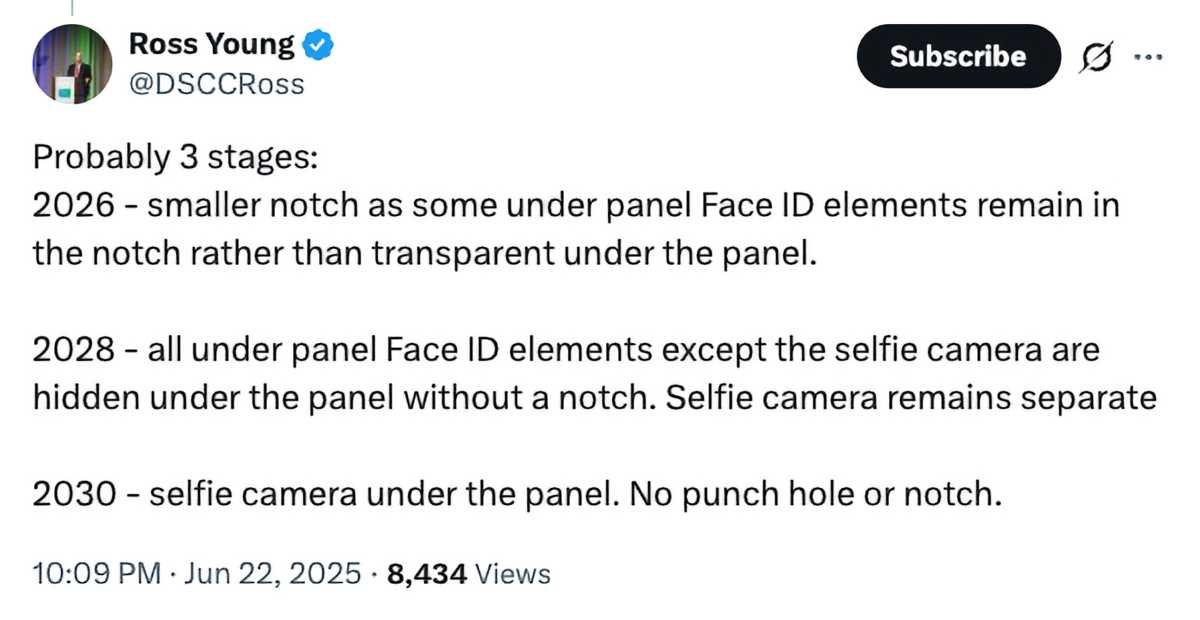 Ross Young
@DSCCRoss
Subscribe
Probably 3 stages:
2026 - smaller notch as some under panel Face ID elements remain in
the notch rather than transparent under the panel.
2028 - all under panel Face ID elements except the selfie camera are
hidden under the panel without a notch. Selfie camera remains separate
2030 - selfie camera under the panel. No punch hole or notch.
10:09 PM · Jun 22, 2025 · 8,434 Views